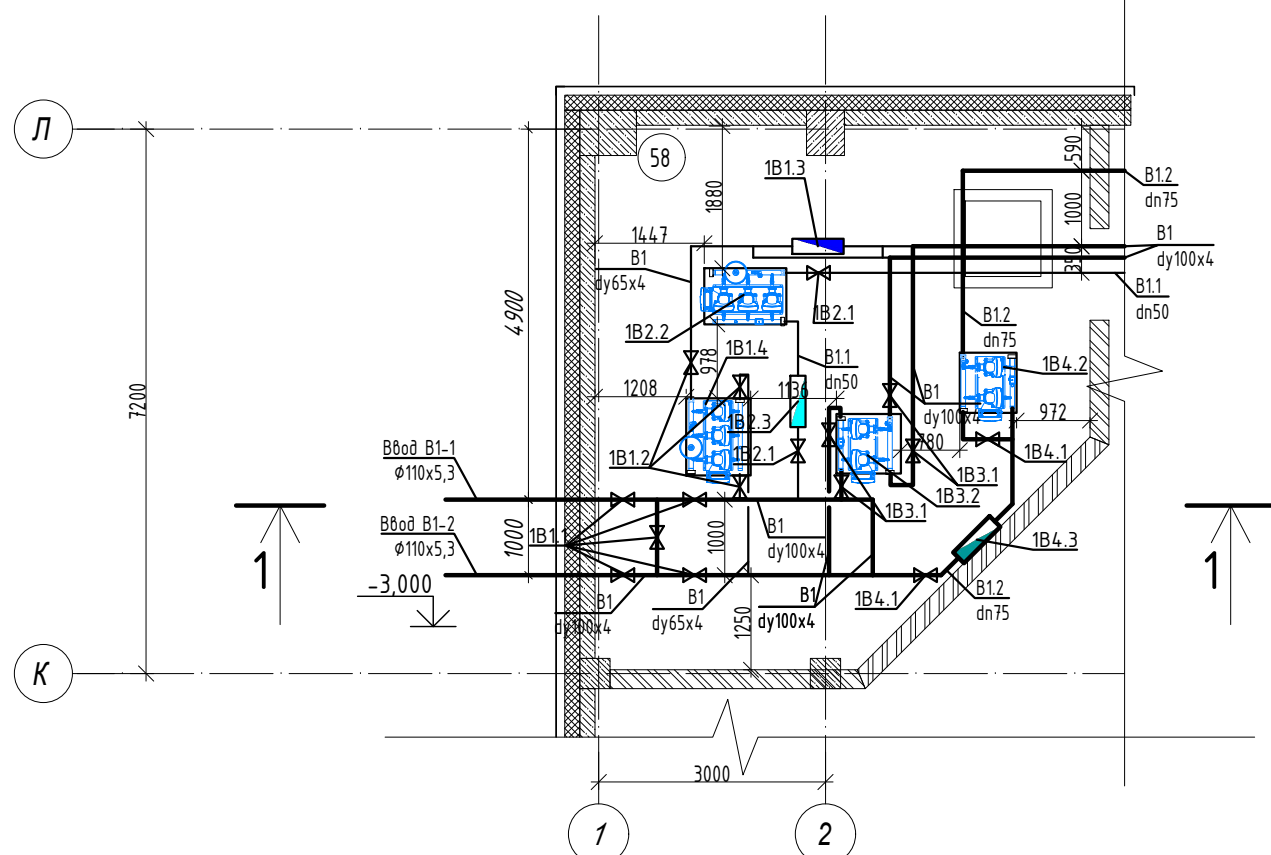 Л
58
590
1В1.3
В1.2
dn75
1880
1000
1447
В1
dy100x4
В1
dy65x4
350
В1.1
dn50
4900
1В2.1
В1.2
dn75
1В2.2
1В1.4
978
В1.1
dn50
1В4.2
7200
1208
1136
В1
dy100x4
972
1В2.3
780
1В4.1
Ввод В1-1
ϕ110x5,3
1В1.2
1В2.1
1В3.1
1В3.2
1В3.1
Ввод В1-2
ϕ110x5,3
1000
1В1.1
1000
В1
dy100x4
1В4.3
1
1
-3,000
В1
dy100x4
В1
dy65x4
1250
В1
dy100x4
1В4.1
В1.2
dn75
К
3000
1
2